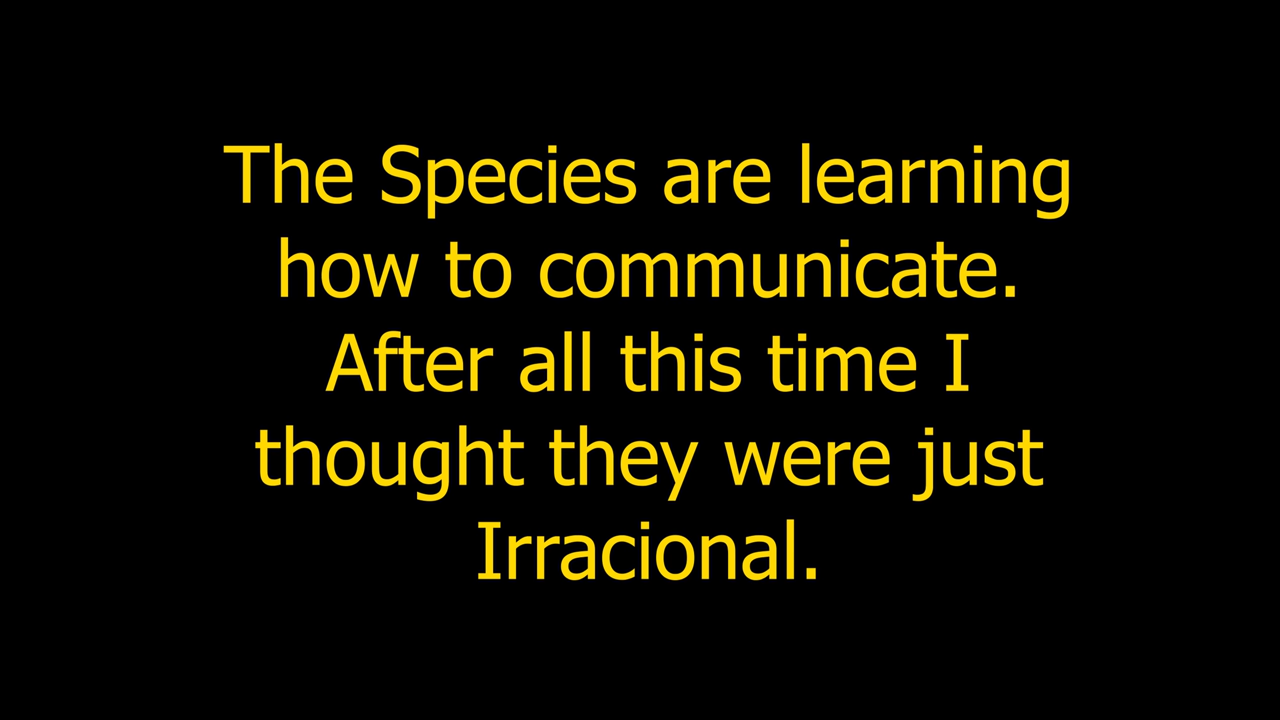 The Species are learning
how to communicate.
After all this time I
thought they were just
Irracional.